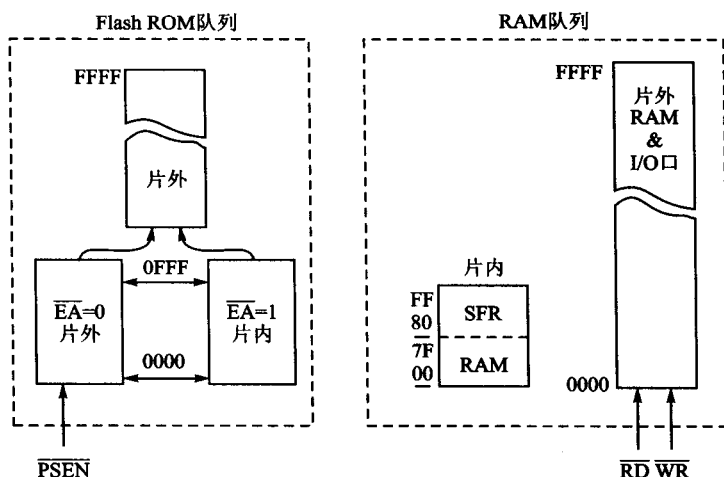 Flash ROM队列
FFFF
片外
0FFF
EA=0
片外
EA=1
片内
0000
PSEN
RAM队列
FFFF
片外
RAM
&
I/O口
片内
FF
80
SFR
7F
00
RAM
0000
RD WR